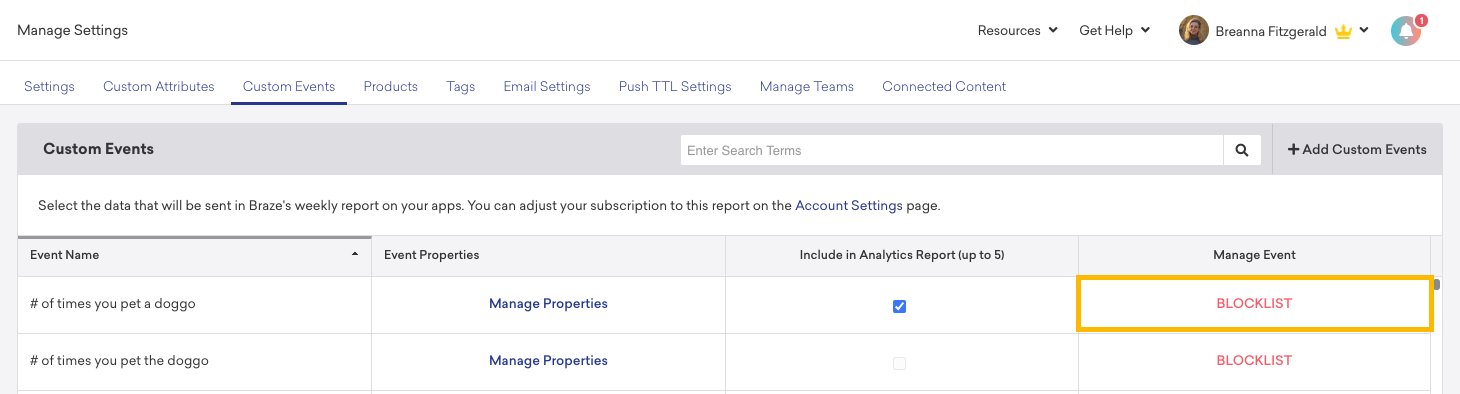 Manage Settings
Resources
Get Help
Breanna Fitzgerald
1
Settings
Custom Attributes
Custom Events
Products
Tags
Email Settings
Push TTL Settings
Manage Teams
Connected Content
Custom Events
Enter Search Terms
Add Custom Events
Select the data that will be sent in Braze's weekly report on your apps. You can adjust your subscription to this report on the Account Settings page.
Event Name
Event Properties
Include in Analytics Report (up to 5)
Manage Event
# of times you pet a doggo
Manage Properties
BLOCKLIST
# of times you pet the doggo
Manage Properties
BLOCKLIST